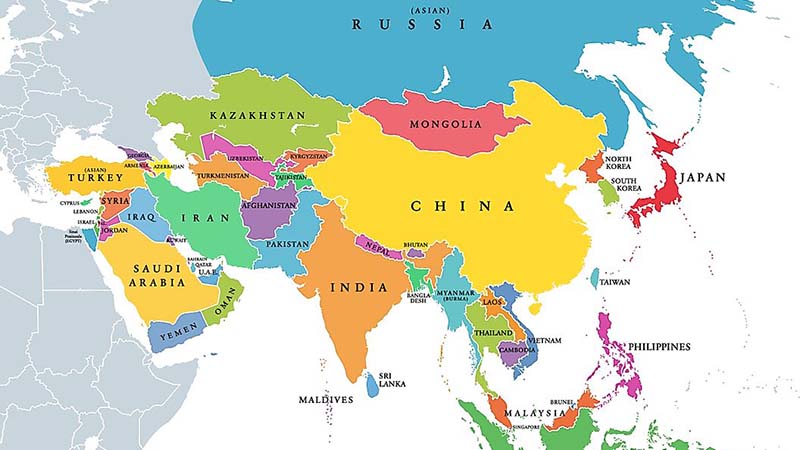 (ASIAN)
RUSSIA
KAZAKHSTAN
MONGOLIA
GEORGIA
ARMENIA
AZERBAIJAN
UZBEKISTAN
KYRGYZSTAN
(ASIAN)
TURKEY
TURKMENISTAN
TAJIKISTAN
NORTH
KOREA
SOUTH
KOREA
JAPAN
CYPRUS
SYRIA
LEBANON
ISRAEL
IRAQ
IRAN
AFGHANISTAN
CHINA
Sinai
Peninsula
(EGYPT)
JORDAN
KUWAIT
PAKISTAN
NEPAL
BHUTAN
BAHRAIN
QATAR
U.A.E.
SAUDI
ARABIA
OMAN
INDIA
BANGLA
DESH
MYANMAR
(BURMA)
LAOS
TAIWAN
YEMEN
THAILAND
VIETNAM
CAMBODIA
PHILIPPINES
SRI
LANKA
MALDIVES
BRUNEI
MALAYSIA
SINGAPORE